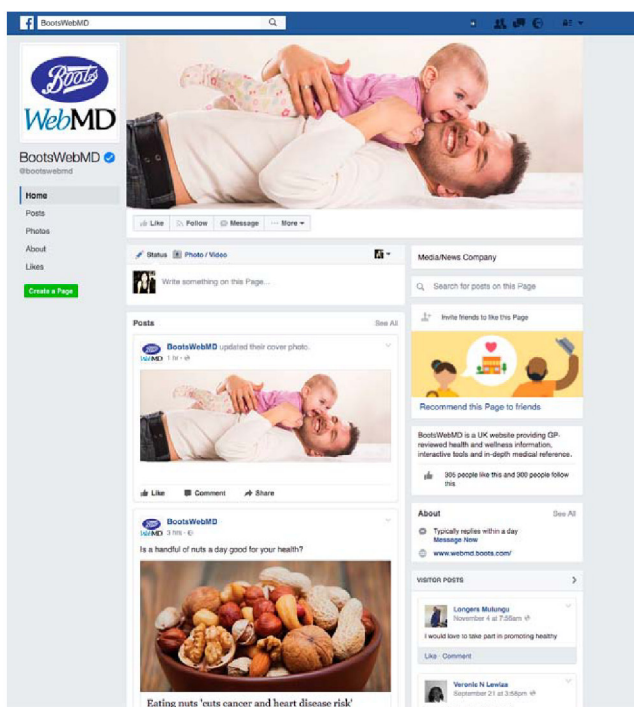 BootsWebMD
Boots
WebMD
BootsWebMD
@bootswebmd
Home
Posts
Photos
About
Likes
Create a Page
Like Follow Message ··· More
Status Photo / Video
Write something on this Page...
Posts See All
Boots
WebMD
BootsWebMD updated their cover photo.
1 hr ·
Like Comment Share
Boots
WebMD
BootsWebMD
3 hrs ·
Is a handful of nuts a day good for your health?
Eating nuts 'cuts cancer and heart disease risk'
Media/News Company
Search for posts on this Page
Invite friends to like this Page
Recommend this Page to friends
BootsWebMD is a UK website providing GP-
reviewed health and wellness information,
interactive tools and in-depth medical reference.
people like this and people follow
this
About See All
Typically replies within a day
Message Now
www.webmd.boots.com/
VISITOR POSTS
Longers Mulungu
November 4 at 7:58am
I would love to take part in promoting healthy
Like · Comment
Veronis N Lewiza
September 21 at 3:58pm